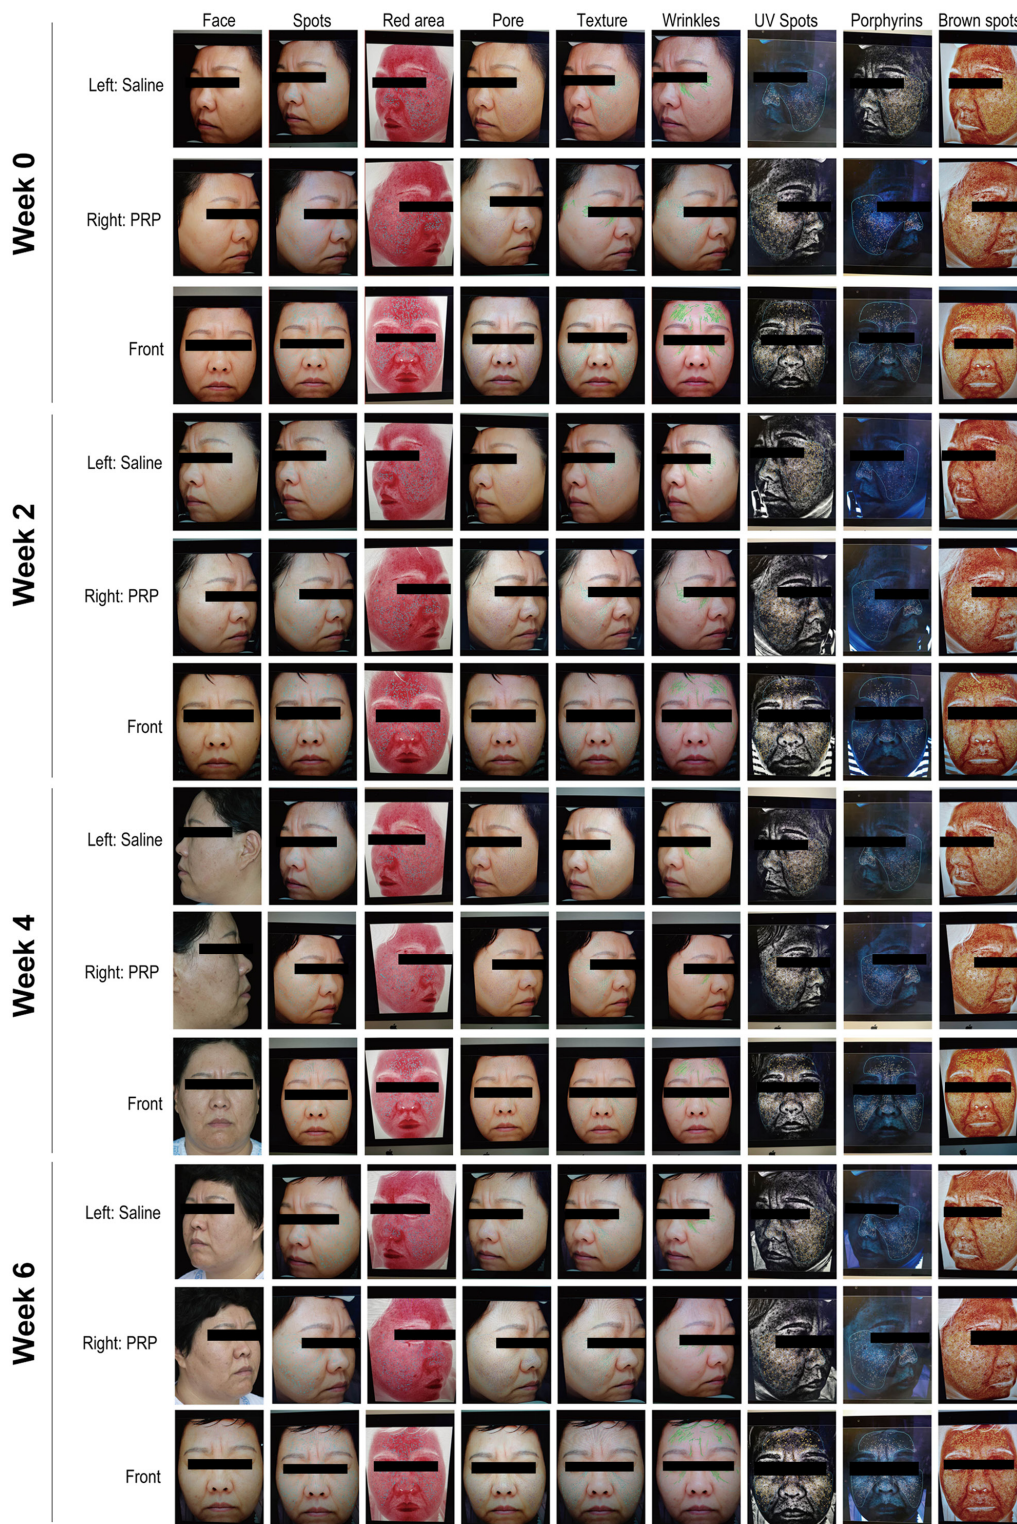 Face Spots Red area Pore Texture Wrinkles UV Spots Porphyrins Brown spots
Week 0
Left: Saline
Right: PRP
Front
Week 2
Left: Saline
Right: PRP
Front
Week 4
Left: Saline
Right: PRP
Front
Week 6
Left: Saline
Right: PRP
Front